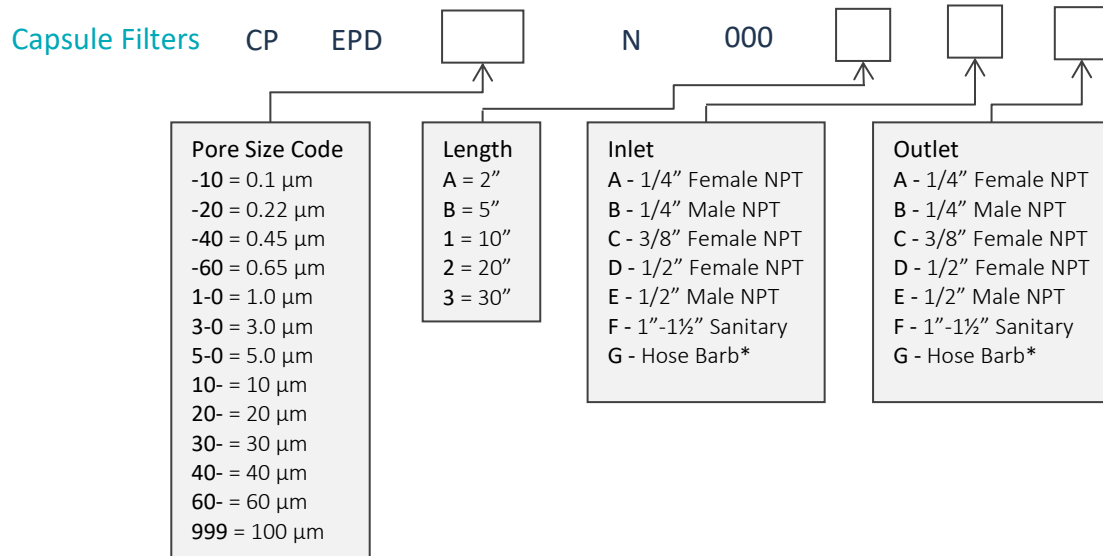 Capsule Filters CP EPD N 000
Pore Size Code
-10 = 0.1 µm
-20 = 0.22 µm
-40 = 0.45 µm
-60 = 0.65 µm
1-0 = 1.0 µm
3-0 = 3.0 µm
5-0 = 5.0 µm
10- = 10 µm
20- = 20 µm
30- = 30 µm
40- = 40 µm
60- = 60 µm
999 = 100 µm
Length
A = 2”
B = 5”
1 = 10”
2 = 20”
3 = 30”
Inlet
A - 1/4” Female NPT
B - 1/4” Male NPT
C - 3/8” Female NPT
D - 1/2” Female NPT
E - 1/2” Male NPT
F - 1”-1½” Sanitary
G - Hose Barb*
Outlet
A - 1/4” Female NPT
B - 1/4” Male NPT
C - 3/8” Female NPT
D - 1/2” Female NPT
E - 1/2” Male NPT
F - 1”-1½” Sanitary
G - Hose Barb*